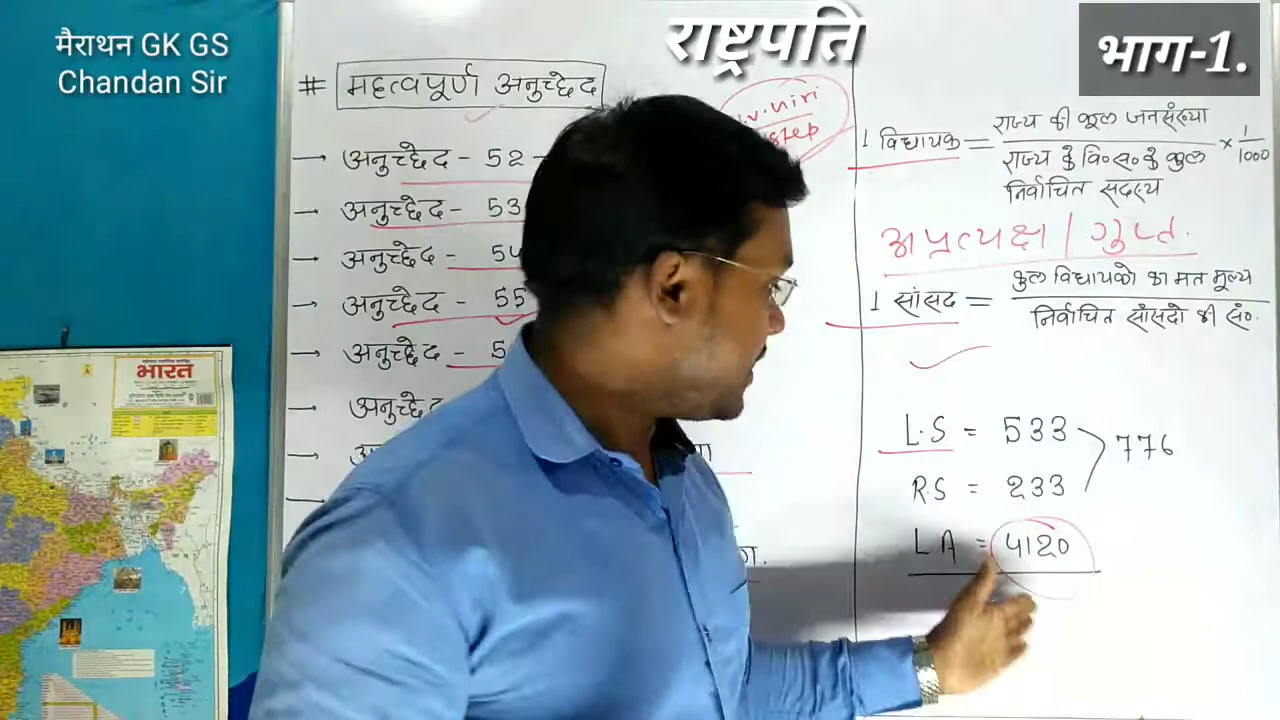 मैराथन GK GS
Chandan Sir
राष्ट्रपति
भाग-1.
# महत्वपूर्ण अनुच्छेद
→ अनुच्छेद - 52 -
→ अनुच्छेद - 53
→ अनुच्छेद - 54
→ अनुच्छेद - 55
→ अनुच्छेद - 5
→ अनुच्छेद
.v. niri
step
1 विधायक = राज्य की कुल जनसंख्या × 1
राज्य के वि०स० के कुल 1000
निर्वाचित सदस्य
अप्रत्यक्ष | गुप्त.
1 सांसद = कुल विधायको का मत मूल्य
निर्वाचित सांसदो की सं०.
L.S = 533
776
R.S = 233
LA = 4120
भारत